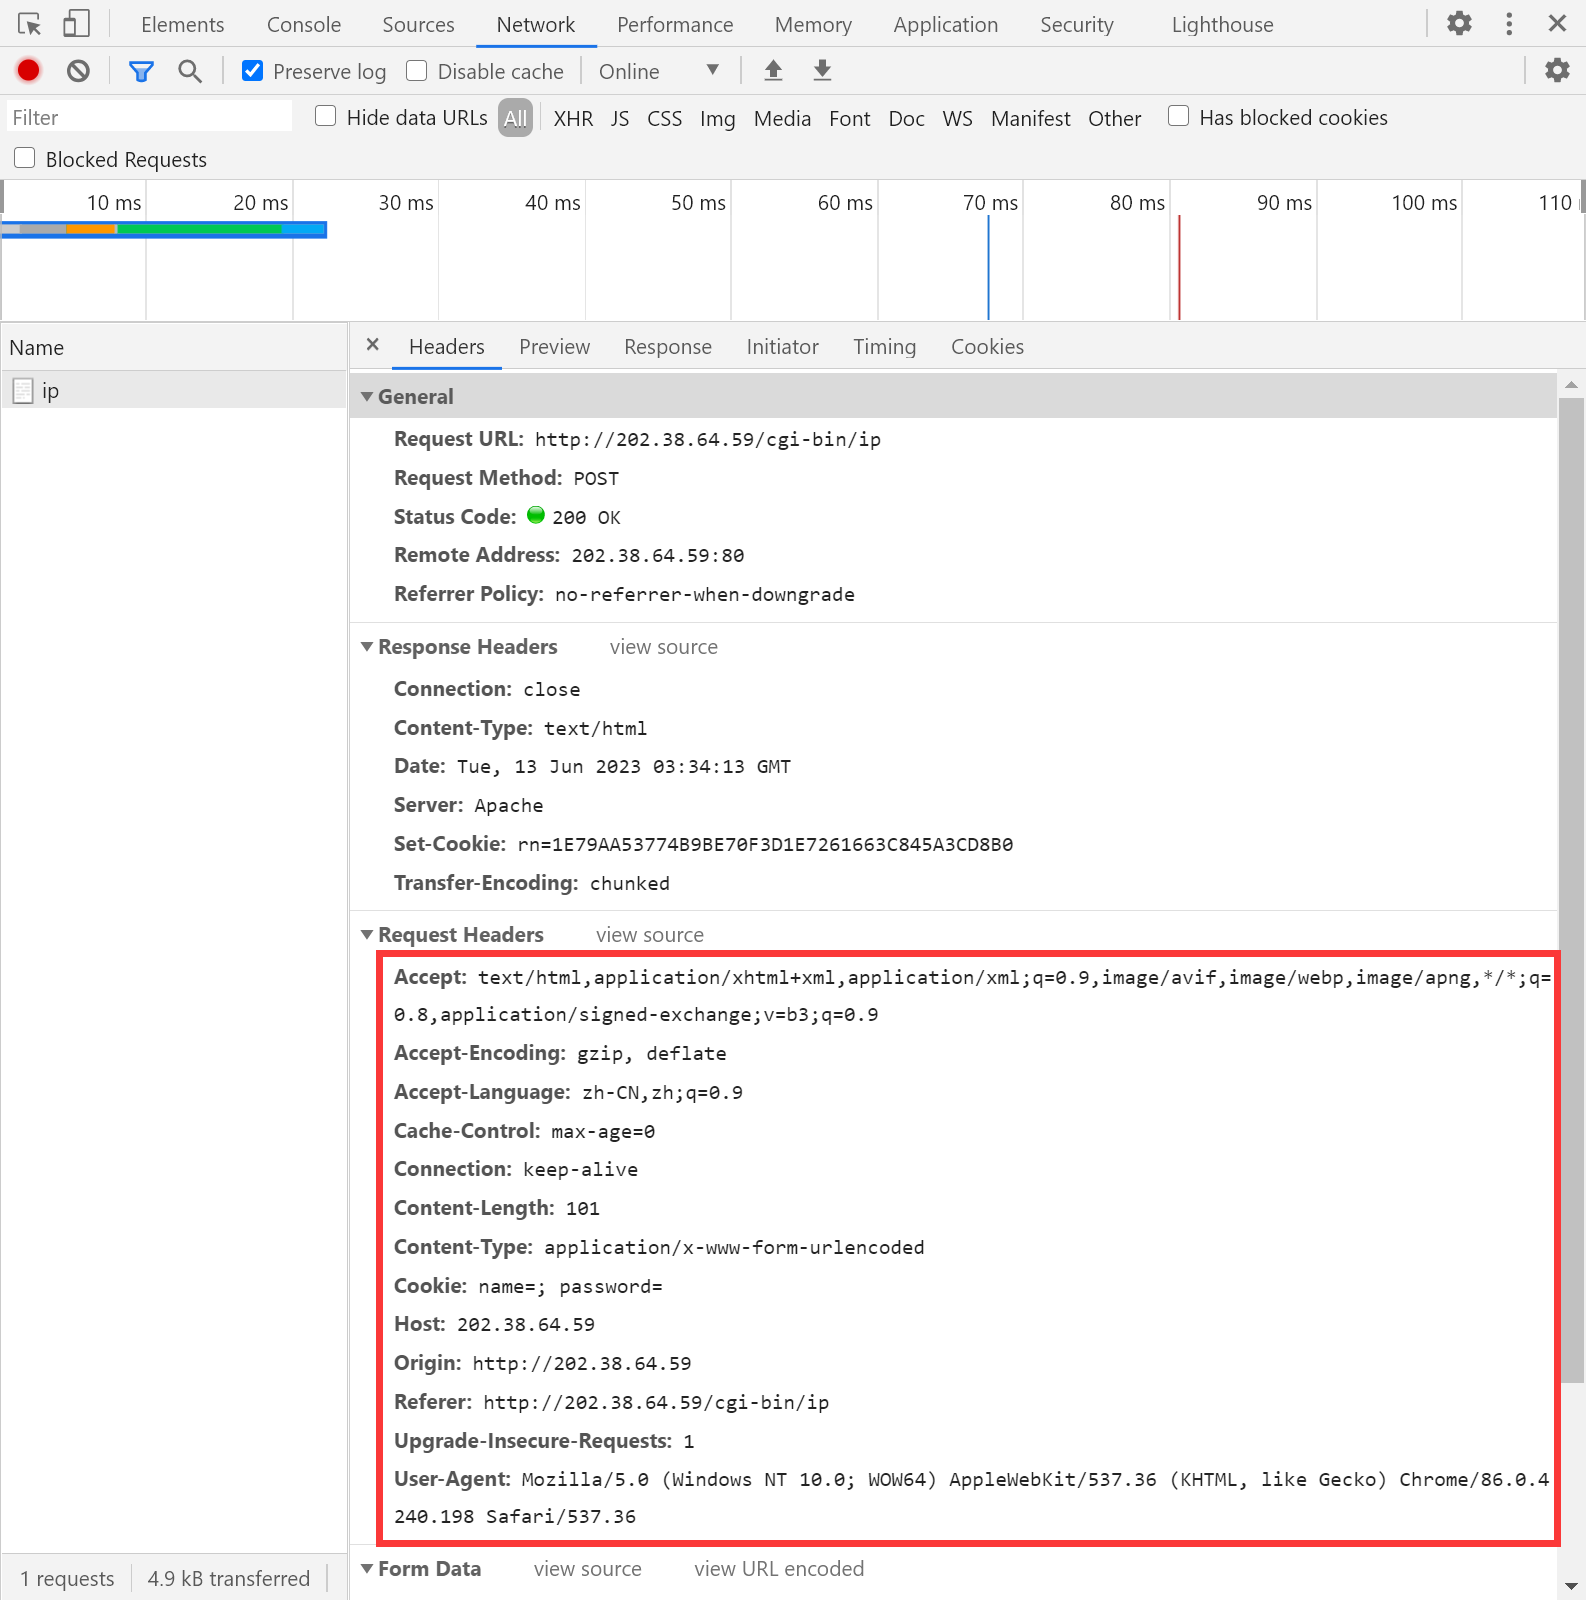 Elements Console Sources Network Performance Memory Application Security Lighthouse
Preserve log Disable cache Online
Filter Hide data URLs All XHR JS CSS Img Media Font Doc WS Manifest Other Has blocked cookies
Blocked Requests
10 ms 20 ms 30 ms 40 ms 50 ms 60 ms 70 ms 80 ms 90 ms 100 ms 110
Name
ip
Headers Preview Response Initiator Timing Cookies
General
Request URL: http://202.38.64.59/cgi-bin/ip
Request Method: POST
Status Code: 200 OK
Remote Address: 202.38.64.59:80
Referrer Policy: no-referrer-when-downgrade
Response Headers view source
Connection: close
Content-Type: text/html
Date: Tue, 13 Jun 2023 03:34:13 GMT
Server: Apache
Set-Cookie: rn=1E79AA53774B9BE70F3D1E7261663C845A3CD8B0
Transfer-Encoding: chunked
Request Headers view source
Accept: text/html,application/xhtml+xml,application/xml;q=0.9,image/avif,image/webp,image/apng,*/*;q=
0.8,application/signed-exchange;v=b3;q=0.9
Accept-Encoding: gzip, deflate
Accept-Language: zh-CN,zh;q=0.9
Cache-Control: max-age=0
Connection: keep-alive
Content-Length: 101
Content-Type: application/x-www-form-urlencoded
Cookie: name=; password=
Host: 202.38.64.59
Origin: http://202.38.64.59
Referer: http://202.38.64.59/cgi-bin/ip
Upgrade-Insecure-Requests: 1
User-Agent: Mozilla/5.0 (Windows NT 10.0; WOW64) AppleWebKit/537.36 (KHTML, like Gecko) Chrome/86.0.4
240.198 Safari/537.36
Form Data view source view URL encoded
1 requests 4.9 kB transferred